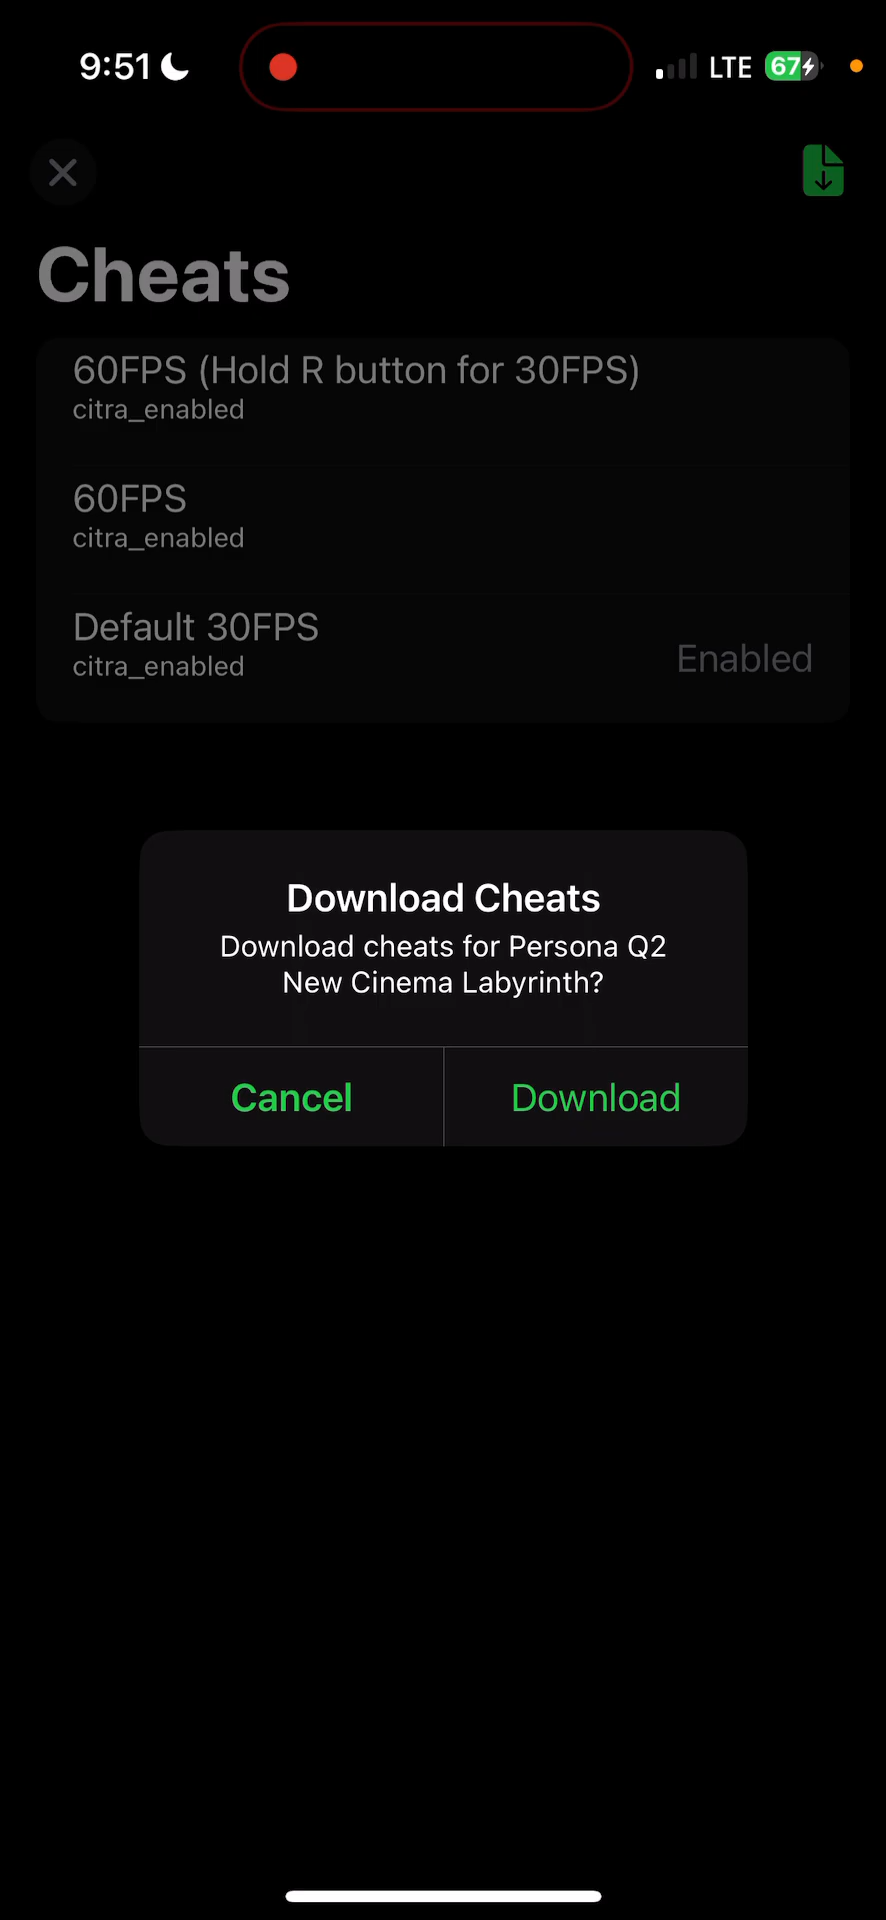 9:51
LTE
67
Cheats
60FPS (Hold R button for 30FPS)
citra_enabled
60FPS
citra_enabled
Default 30FPS
citra_enabled
Enabled
Download Cheats
Download cheats for Persona Q2
New Cinema Labyrinth?
Cancel
Download